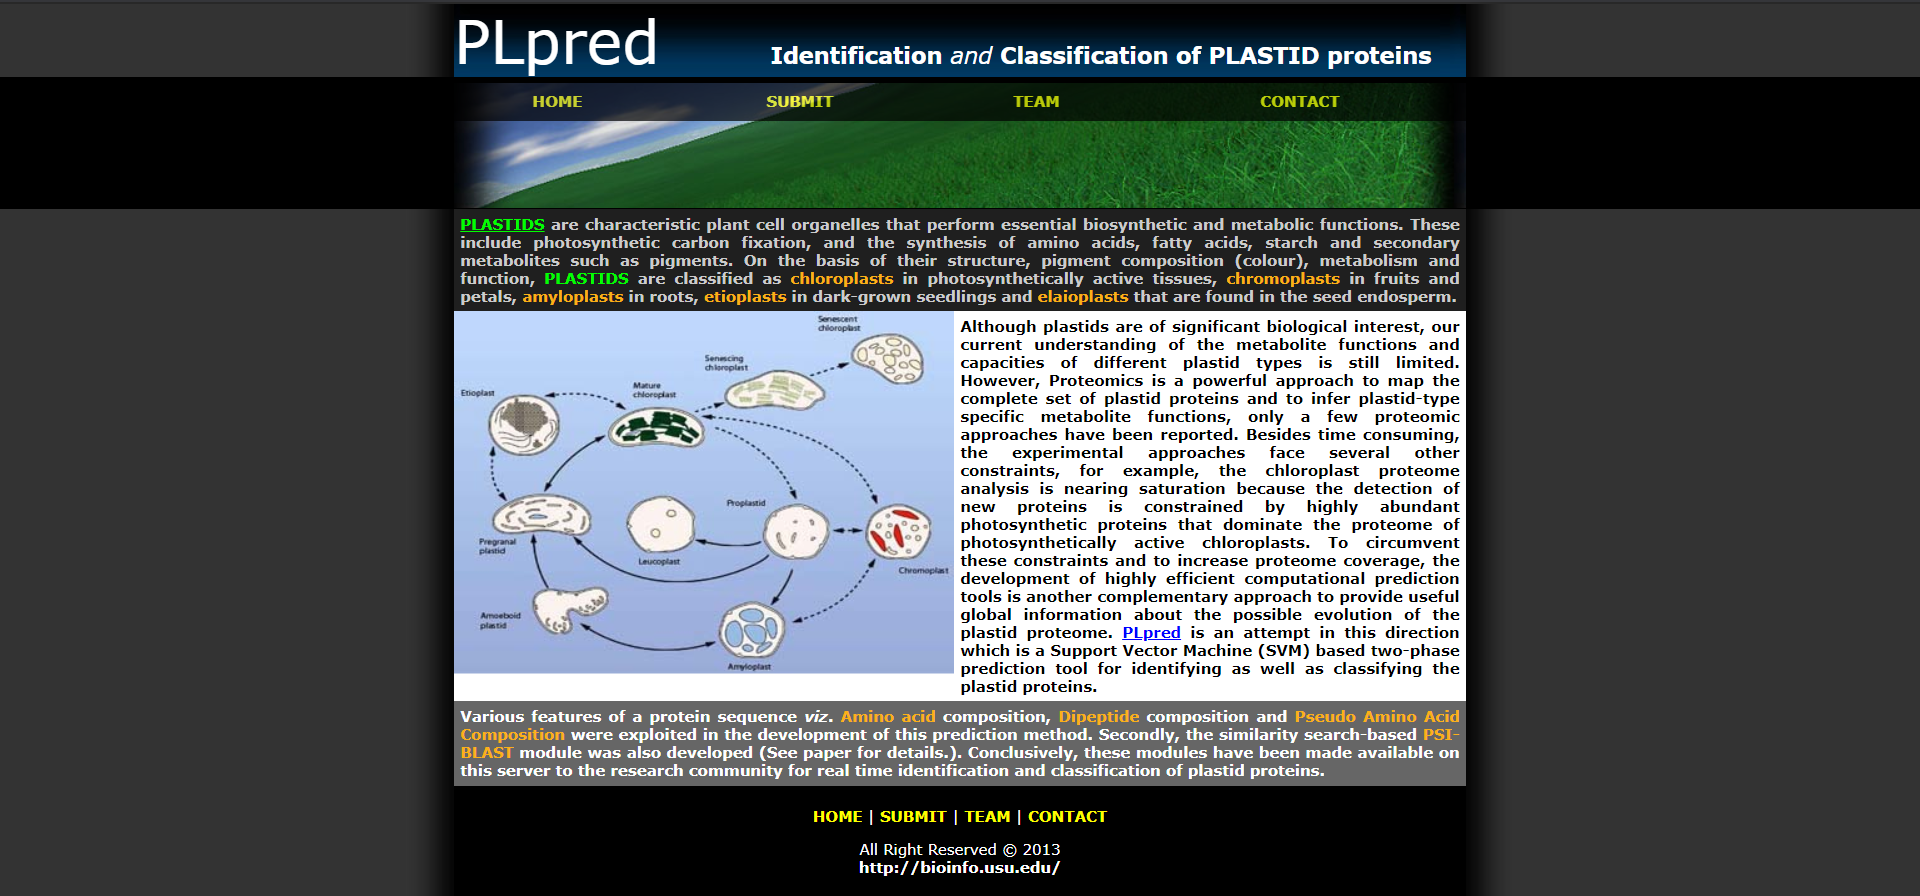 PLpred
Identification and Classification of PLASTID proteins
HOME SUBMIT TEAM CONTACT
PLASTIDS are characteristic plant cell organelles that perform essential biosynthetic and metabolic functions. These
include photosynthetic carbon fixation, and the synthesis of amino acids, fatty acids, starch and secondary
metabolites such as pigments. On the basis of their structure, pigment composition (colour), metabolism and
function, PLASTIDS are classified as chloroplasts in photosynthetically active tissues, chromoplasts in fruits and
petals, amyloplasts in roots, etioplasts in dark-grown seedlings and elaioplasts that are found in the seed endosperm.
Senescent
chloroplast
Senescing
chloroplast
Mature
chloroplast
Etioplast
Proplastid
Pregranal
plastid
Leucoplast
Chromoplast
Amoeboid
plastid
Amyloplast
Although plastids are of significant biological interest, our
current understanding of the metabolite functions and
capacities of different plastid types is still limited.
However, Proteomics is a powerful approach to map the
complete set of plastid proteins and to infer plastid-type
specific metabolite functions, only a few proteomic
approaches have been reported. Besides time consuming,
the experimental approaches face several other
constraints, for example, the chloroplast proteome
analysis is nearing saturation because the detection of
new proteins is constrained by highly abundant
photosynthetic proteins that dominate the proteome of
photosynthetically active chloroplasts. To circumvent
these constraints and to increase proteome coverage, the
development of highly efficient computational prediction
tools is another complementary approach to provide useful
global information about the possible evolution of the
plastid proteome. PLpred is an attempt in this direction
which is a Support Vector Machine (SVM) based two-phase
prediction tool for identifying as well as classifying the
plastid proteins.
Various features of a protein sequence viz. Amino acid composition, Dipeptide composition and Pseudo Amino Acid
Composition were exploited in the development of this prediction method. Secondly, the similarity search-based PSI-
BLAST module was also developed (See paper for details.). Conclusively, these modules have been made available on
this server to the research community for real time identification and classification of plastid proteins.
HOME | SUBMIT | TEAM | CONTACT
All Right Reserved © 2013
http://bioinfo.usu.edu/